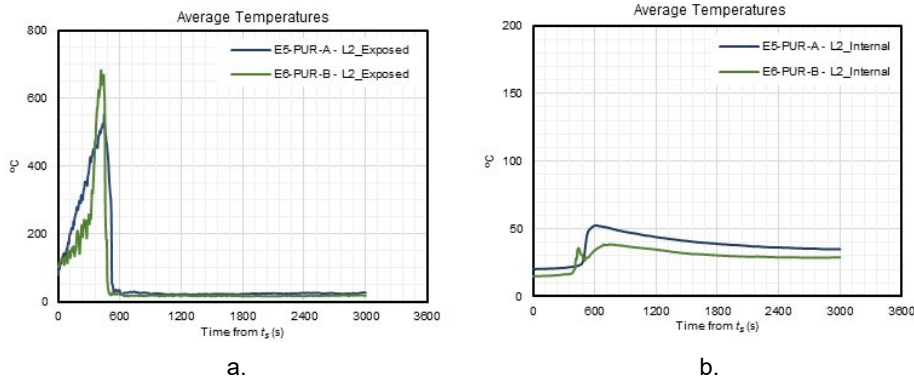 Average Temperatures
800
600
400
200
0
ºC
E5-PUR-A - L2_Exposed
E6-PUR-B - L2_Exposed
0 600 1200 1800 2400 3000 3600
Time from ts (s)
a.
Average Temperatures
200
150
100
50
0
ºC
E5-PUR-A - L2_Internal
E6-PUR-B - L2_Internal
0 600 1200 1800 2400 3000 3600
Time from ts (s)
b.